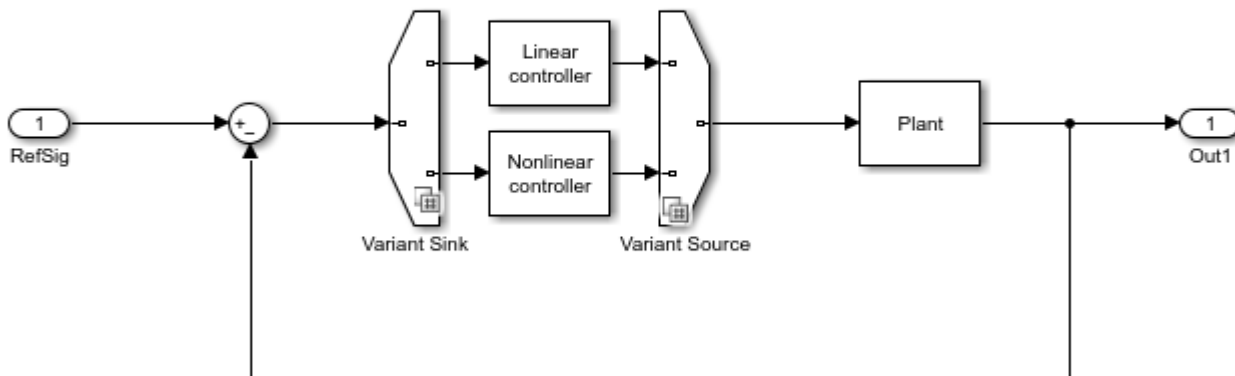 Linear
controller
1
+
-
Plant
1
RefSig
Out1
Nonlinear
controller
#
#
Variant Sink
Variant Source